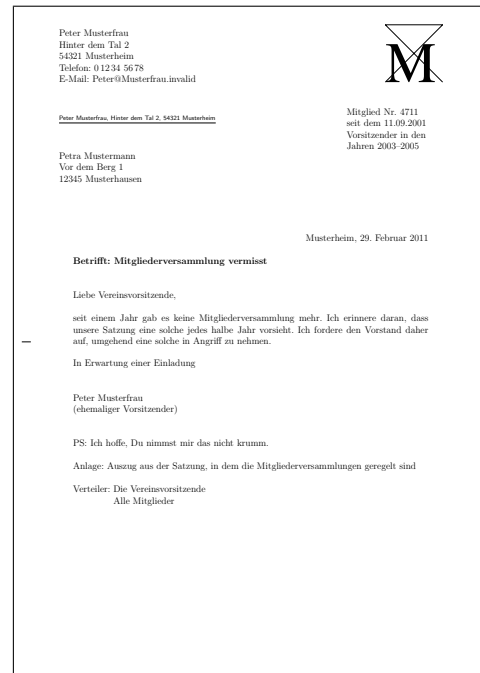 Peter Musterfrau
Hinter dem Tal 2
54321 Musterheim
Telefon: 0 12 34 56 78
E-Mail: Peter@Musterfrau.invalid
M
Peter Musterfrau, Hinter dem Tal 2, 54321 Musterheim
Mitglied Nr. 4711
seit dem 11.09.2001
Vorsitzender in den
Jahren 2003–2005
Petra Mustermann
Vor dem Berg 1
12345 Musterhausen
Musterheim, 29. Februar 2011
Betrifft: Mitgliederversammlung vermisst
Liebe Vereinsvorsitzende,
seit einem Jahr gab es keine Mitgliederversammlung mehr. Ich erinnere daran, dass
unsere Satzung eine solche jedes halbe Jahr vorsieht. Ich fordere den Vorstand daher
auf, umgehend eine solche in Angriff zu nehmen.
In Erwartung einer Einladung
Peter Musterfrau
(ehemaliger Vorsitzender)
PS: Ich hoffe, Du nimmst mir das nicht krumm.
Anlage: Auszug aus der Satzung, in dem die Mitgliederversammlungen geregelt sind
Verteiler: Die Vereinsvorsitzende
Alle Mitglieder